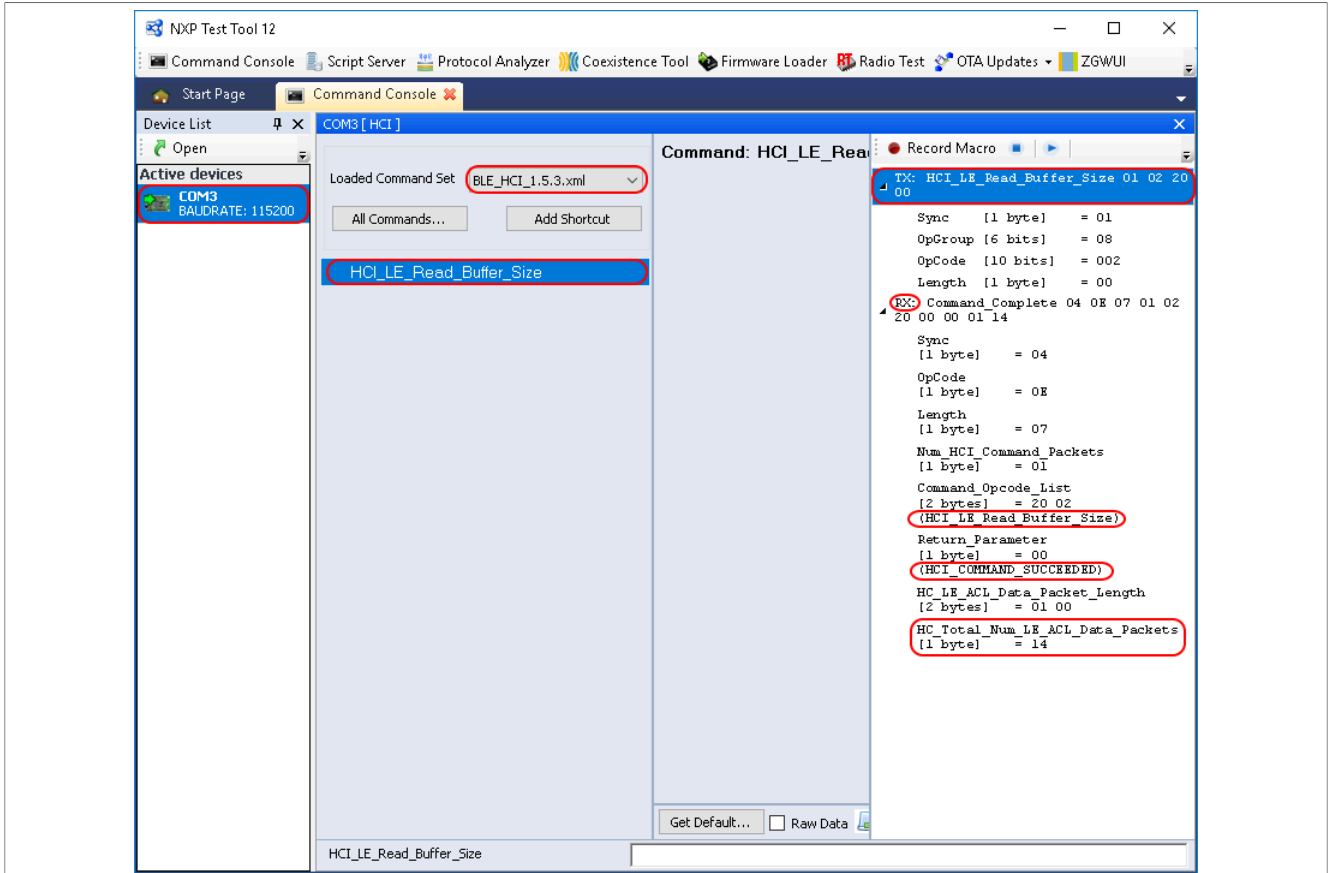 NXP Test Tool 12
Command Console Script Server Protocol Analyzer Coexistence Tool Firmware Loader Radio Test OTA Updates ZGWUI
Start Page Command Console
Device List
Open
Active devices
COM3
BAUDRATE: 115200
COM3 [ HCI ]
Loaded Command Set BLE_HCI_1.5.3.xml
All Commands... Add Shortcut
HCI_LE_Read_Buffer_Size
Command: HCI_LE_Rea
Get Default... Raw Data
Record Macro
TX: HCI_LE_Read_Buffer_Size 01 02 20
00
Sync [1 byte] = 01
OpGroup [6 bits] = 08
OpCode [10 bits] = 002
Length [1 byte] = 00
RX: Command_Complete 04 0E 07 01 02
20 00 00 01 14
Sync
[1 byte] = 04
OpCode
[1 byte] = 0E
Length
[1 byte] = 07
Num_HCI_Command_Packets
[1 byte] = 01
Command_Opcode_List
[2 bytes] = 20 02
(HCI_LE_Read_Buffer_Size)
Return_Parameter
[1 byte] = 00
(HCI_COMMAND_SUCCEEDED)
HC_LE_ACL_Data_Packet_Length
[2 bytes] = 01 00
HC_Total_Num_LE_ACL_Data_Packets
[1 byte] = 14
HCI_LE_Read_Buffer_Size